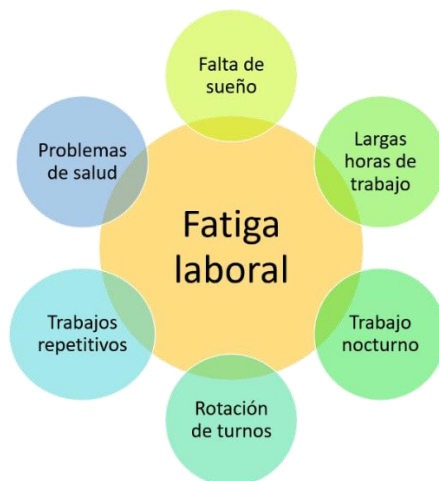 Falta de
sueño
Largas
horas de
trabajo
Problemas
de salud
Fatiga
laboral
Trabajos
repetitivos
Trabajo
nocturno
Rotación
de turnos